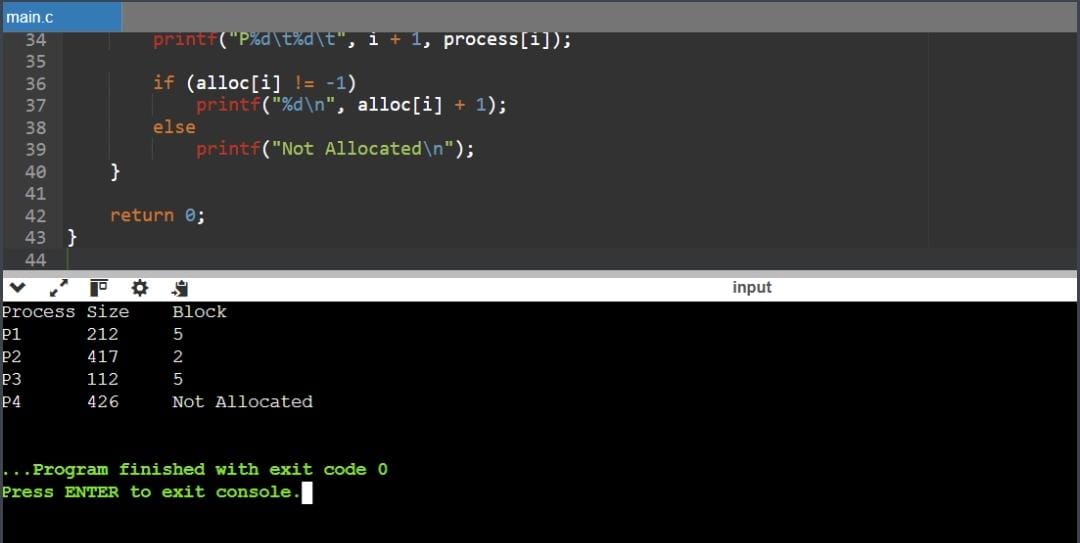 main.c
34 printf("P%d\t%d\t", i + 1, process[i]);
35
36 if (alloc[i] != -1)
37 printf("%d\n", alloc[i] + 1);
38 else
39 printf("Not Allocated\n");
40 }
41
42 return 0;
43 }
44
input
Process Size Block
P1 212 5
P2 417 2
P3 112 5
P4 426 Not Allocated
...Program finished with exit code 0
Press ENTER to exit console.